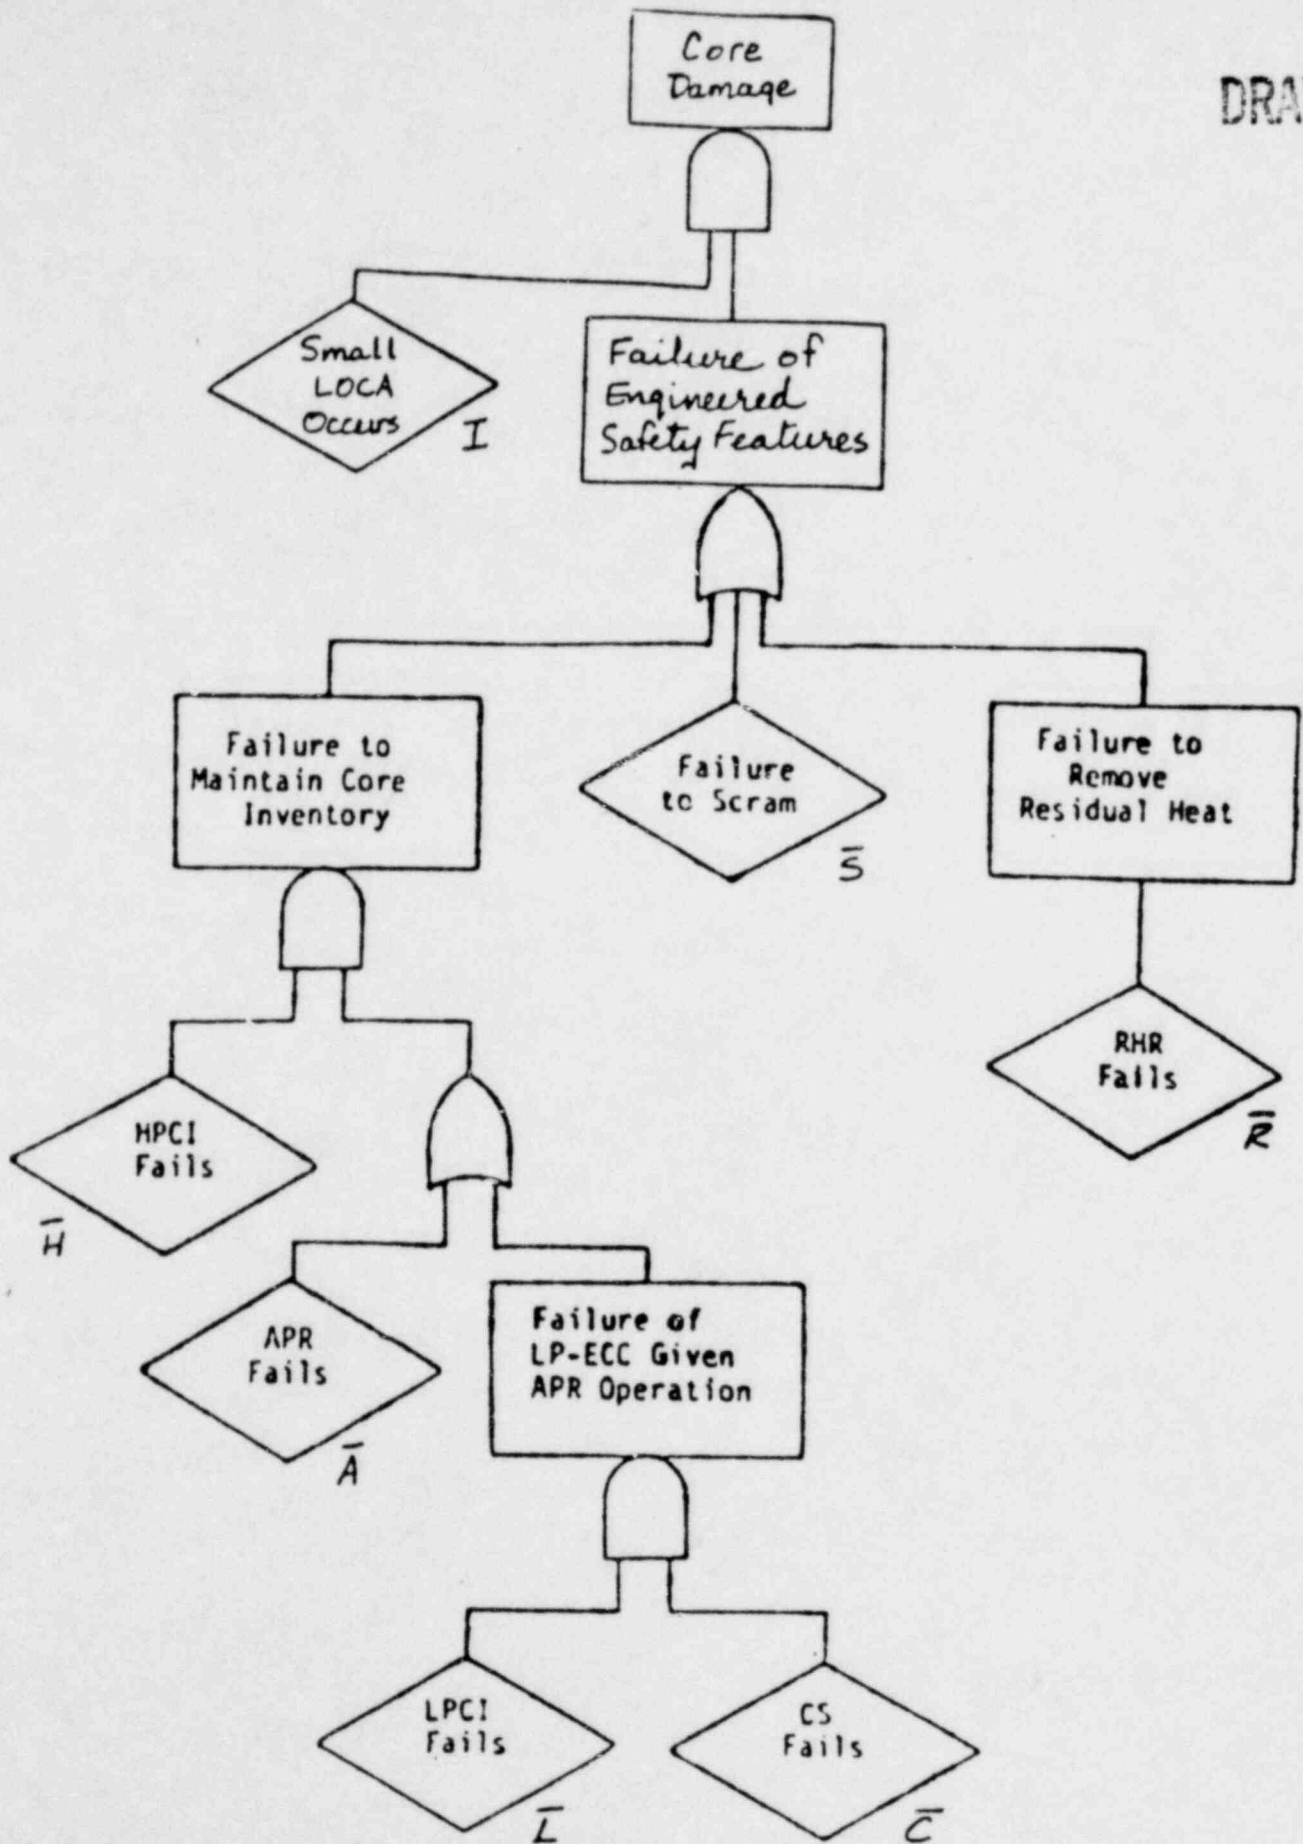 Core
Damage
DRA
Small
LOCA
Occurs
I
Failure of
Engineered
Safety Features
Failure to
Maintain Core
Inventory
Failure
to Scram
S̅
Failure to
Remove
Residual Heat
HPCI
Fails
H̅
RHR
Fails
R̅
APR
Fails
A̅
Failure of
LP-ECC Given
APR Operation
LPCI
Fails
L̅
CS
Fails
C̅